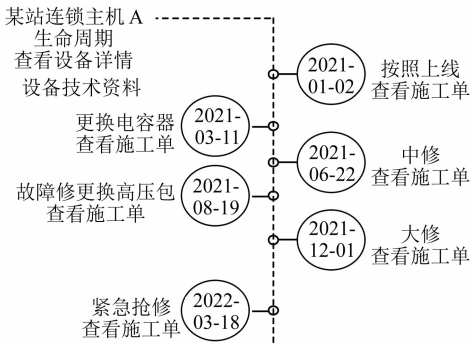 某站连锁主机A
生命周期
查看设备详情
设备技术资料
2021-
01-02
按照上线
查看施工单
更换电容器
查看施工单
2021-
03-11
2021-
06-22
中修
查看施工单
故障修更换高压包
查看施工单
2021-
08-19
2021-
12-01
大修
查看施工单
紧急抢修
查看施工单
2022-
03-18